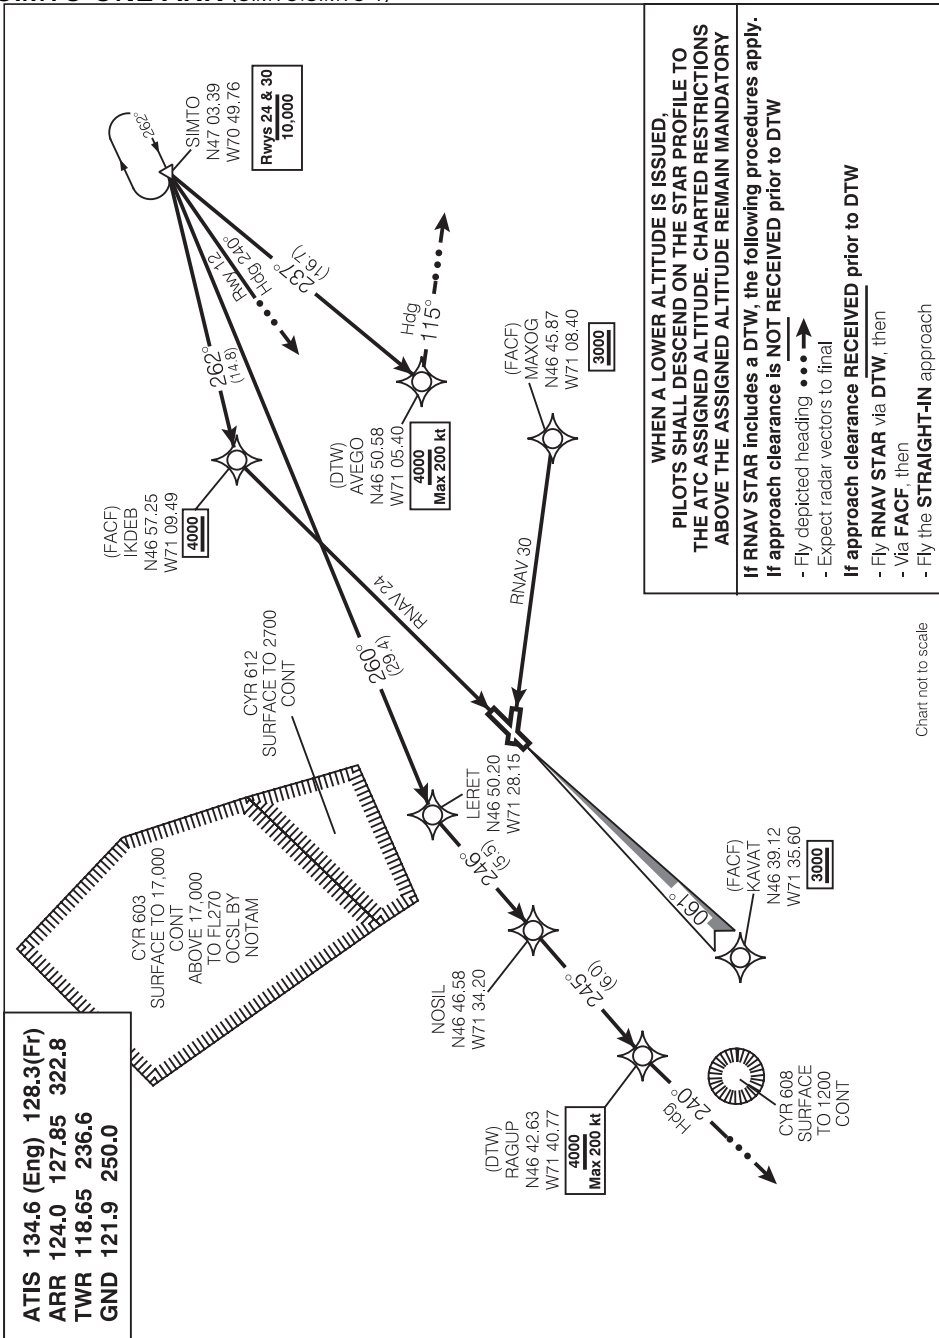 ATIS 134.6 (Eng) 128.3(Fr)
ARR 124.0 127.85 322.8
TWR 118.65 236.6
GND 121.9 250.0
CYR 603
SURFACE TO 17,000
CONT
ABOVE 17,000
TO FL270
OCSL BY
NOTAM
CYR 612
SURFACE TO 2700
CONT
(FACF)
IKDEB
N46 57.25
W71 09.49
4000
262°
SIMTO
N47 03.39
W70 49.76
Rwys 24 & 30
10,000
262°
(14.8)
Rwy 12
Hdg 240°
237°
(16.7)
Hdg
115°
(DTW)
AVEGO
N46 50.58
W71 05.40
4000
Max 200 kt
(FACF)
MAXOG
N46 45.87
W71 08.40
3000
RNAV 24
RNAV 30
260°
(29.4)
LERET
N46 50.20
W71 28.15
246°
(5.5)
NOSIL
N46 46.58
W71 34.20
245°
(6.0)
(DTW)
RAGUP
N46 42.63
W71 40.77
4000
Max 200 kt
Hdg
240°
061°
(FACF)
KAVAT
N46 39.12
W71 35.60
3000
CYR 608
SURFACE
TO 1200
CONT
WHEN A LOWER ALTITUDE IS ISSUED,
PILOTS SHALL DESCEND ON THE STAR PROFILE TO
THE ATC ASSIGNED ALTITUDE. CHARTED RESTRICTIONS
ABOVE THE ASSIGNED ALTITUDE REMAIN MANDATORY
If RNAV STAR includes a DTW, the following procedures apply.
If approach clearance is NOT RECEIVED prior to DTW
- Fly depicted heading
- Expect radar vectors to final
If approach clearance RECEIVED prior to DTW
- Fly RNAV STAR via DTW, then
- Via FACF, then
- Fly the STRAIGHT-IN approach
Chart not to scale